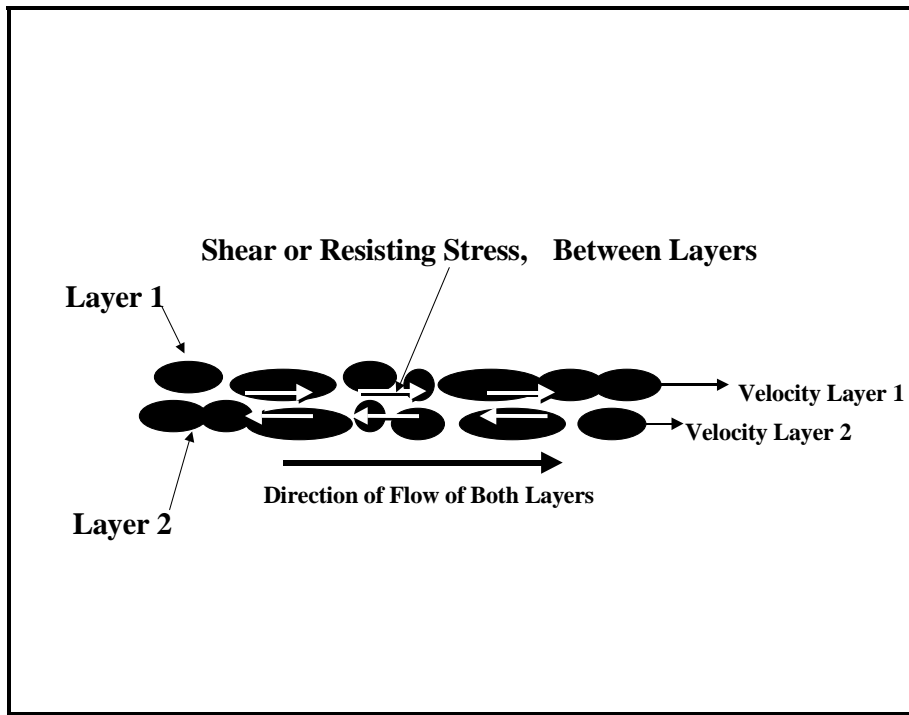 Shear or Resisting Stress, Between Layers
Layer 1
Velocity Layer 1
Velocity Layer 2
Direction of Flow of Both Layers
Layer 2